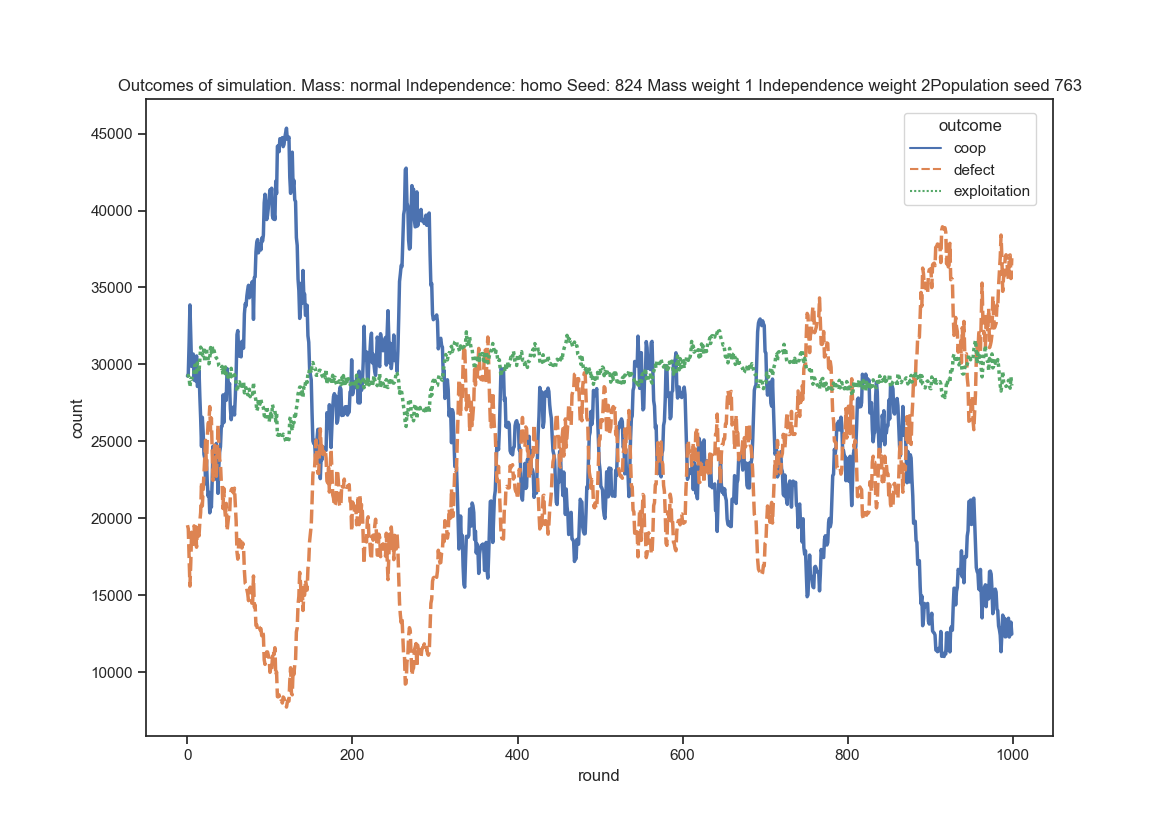 Outcomes of simulation. Mass: normal Independence: homo Seed: 824 Mass weight 1 Independence weight 2Population seed 763
outcome
coop
defect
exploitation
45000
40000
35000
30000
25000
20000
15000
10000
count
0 200 400 600 800 1000
round